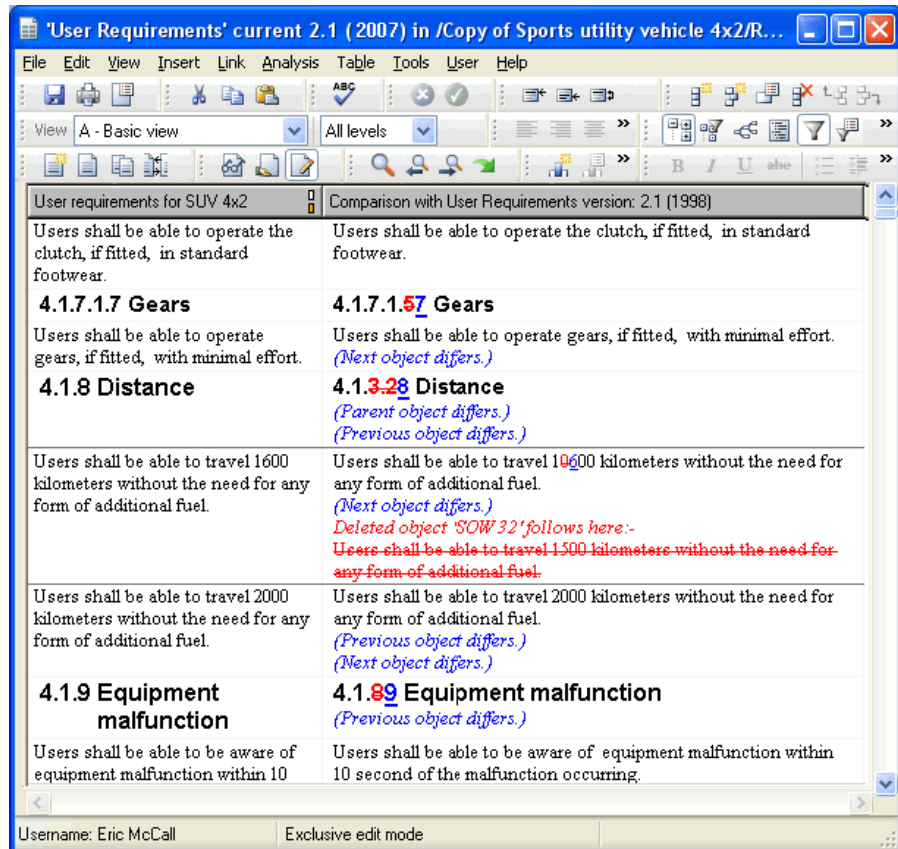 'User Requirements' current 2.1 (2007) in /Copy of Sports utility vehicle 4x2/R...
File Edit View Insert Link Analysis Table Tools User Help
ABC
View A - Basic view All levels
B I U abc
User requirements for SUV 4x2
Comparison with User Requirements version: 2.1 (1998)
Users shall be able to operate the
clutch, if fitted, in standard
footwear.
Users shall be able to operate the clutch, if fitted, in standard
footwear.
4.1.7.1.7 Gears
4.1.7.1.57 Gears
Users shall be able to operate
gears, if fitted, with minimal effort.
Users shall be able to operate gears, if fitted, with minimal effort.
(Next object differs.)
4.1.8 Distance
4.1.3.28 Distance
(Parent object differs.)
(Previous object differs.)
Users shall be able to travel 1600
kilometers without the need for any
form of additional fuel.
Users shall be able to travel 10600 kilometers without the need for
any form of additional fuel.
(Next object differs.)
Deleted object 'SOW 32' follows here:-
Users shall be able to travel 1500 kilometers without the need for
any form of additional fuel.
Users shall be able to travel 2000
kilometers without the need for any
form of additional fuel.
Users shall be able to travel 2000 kilometers without the need for
any form of additional fuel.
(Previous object differs.)
(Next object differs.)
4.1.9 Equipment
malfunction
4.1.89 Equipment malfunction
(Previous object differs.)
Users shall be able to be aware of
equipment malfunction within 10
Users shall be able to be aware of equipment malfunction within
10 second of the malfunction occurring.
Username: Eric McCall
Exclusive edit mode